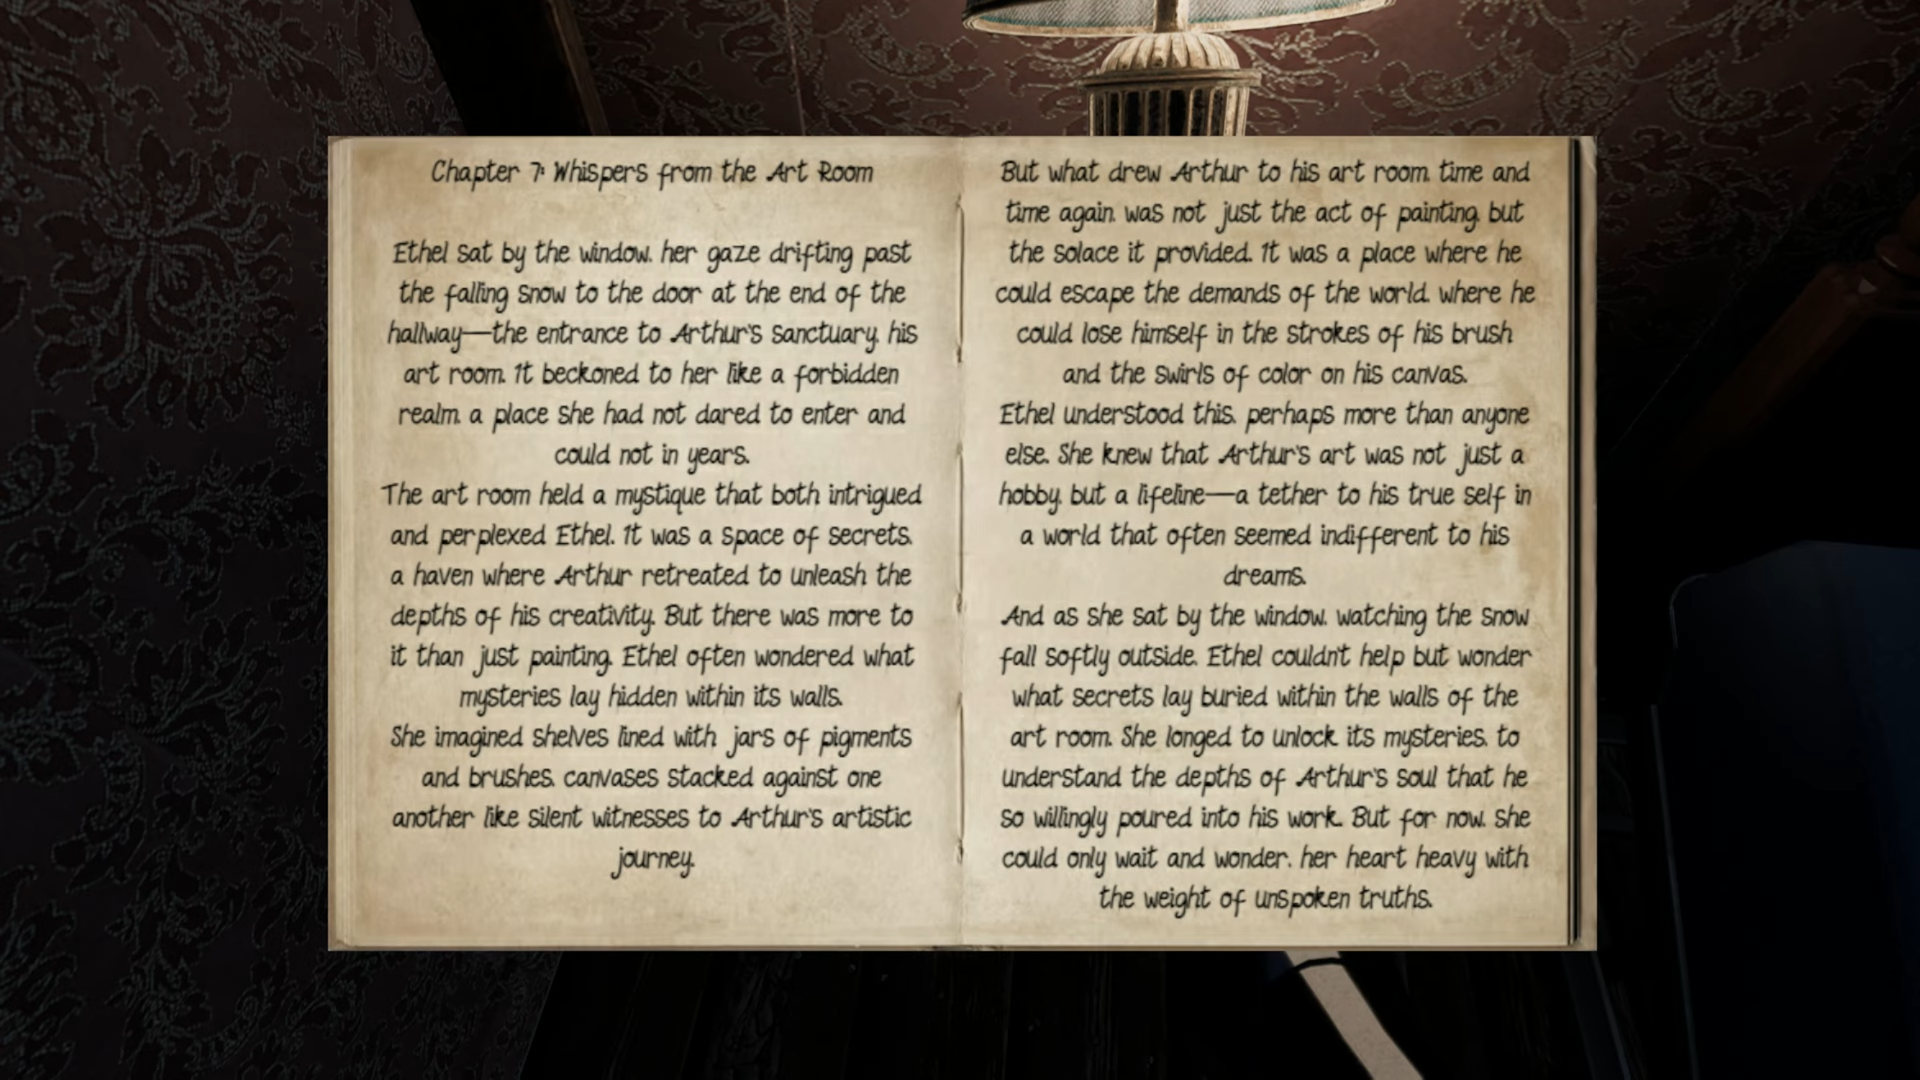 Chapter 7: Whispers from the Art Room
Ethel sat by the window, her gaze drifting past
the falling snow to the door at the end of the
hallway—the entrance to Arthur's sanctuary, his
art room. It beckoned to her like a forbidden
realm, a place she had not dared to enter and
could not in years.
The art room held a mystique that both intrigued
and perplexed Ethel. It was a space of secrets,
a haven where Arthur retreated to unleash the
depths of his creativity. But there was more to
it than just painting. Ethel often wondered what
mysteries lay hidden within its walls.
She imagined shelves lined with jars of pigments
and brushes, canvases stacked against one
another like silent witnesses to Arthur's artistic
journey.
But what drew Arthur to his art room, time and
time again, was not just the act of painting, but
the solace it provided. It was a place where he
could escape the demands of the world, where he
could lose himself in the strokes of his brush
and the swirls of color on his canvas.
Ethel understood this, perhaps more than anyone
else. She knew that Arthur's art was not just a
hobby, but a lifeline—a tether to his true self in
a world that often seemed indifferent to his
dreams.
And as she sat by the window, watching the snow
fall softly outside, Ethel couldn't help but wonder
what secrets lay buried within the walls of the
art room. She longed to unlock its mysteries, to
understand the depths of Arthur's soul that he
so willingly poured into his work. But for now, she
could only wait and wonder, her heart heavy with
the weight of unspoken truths.